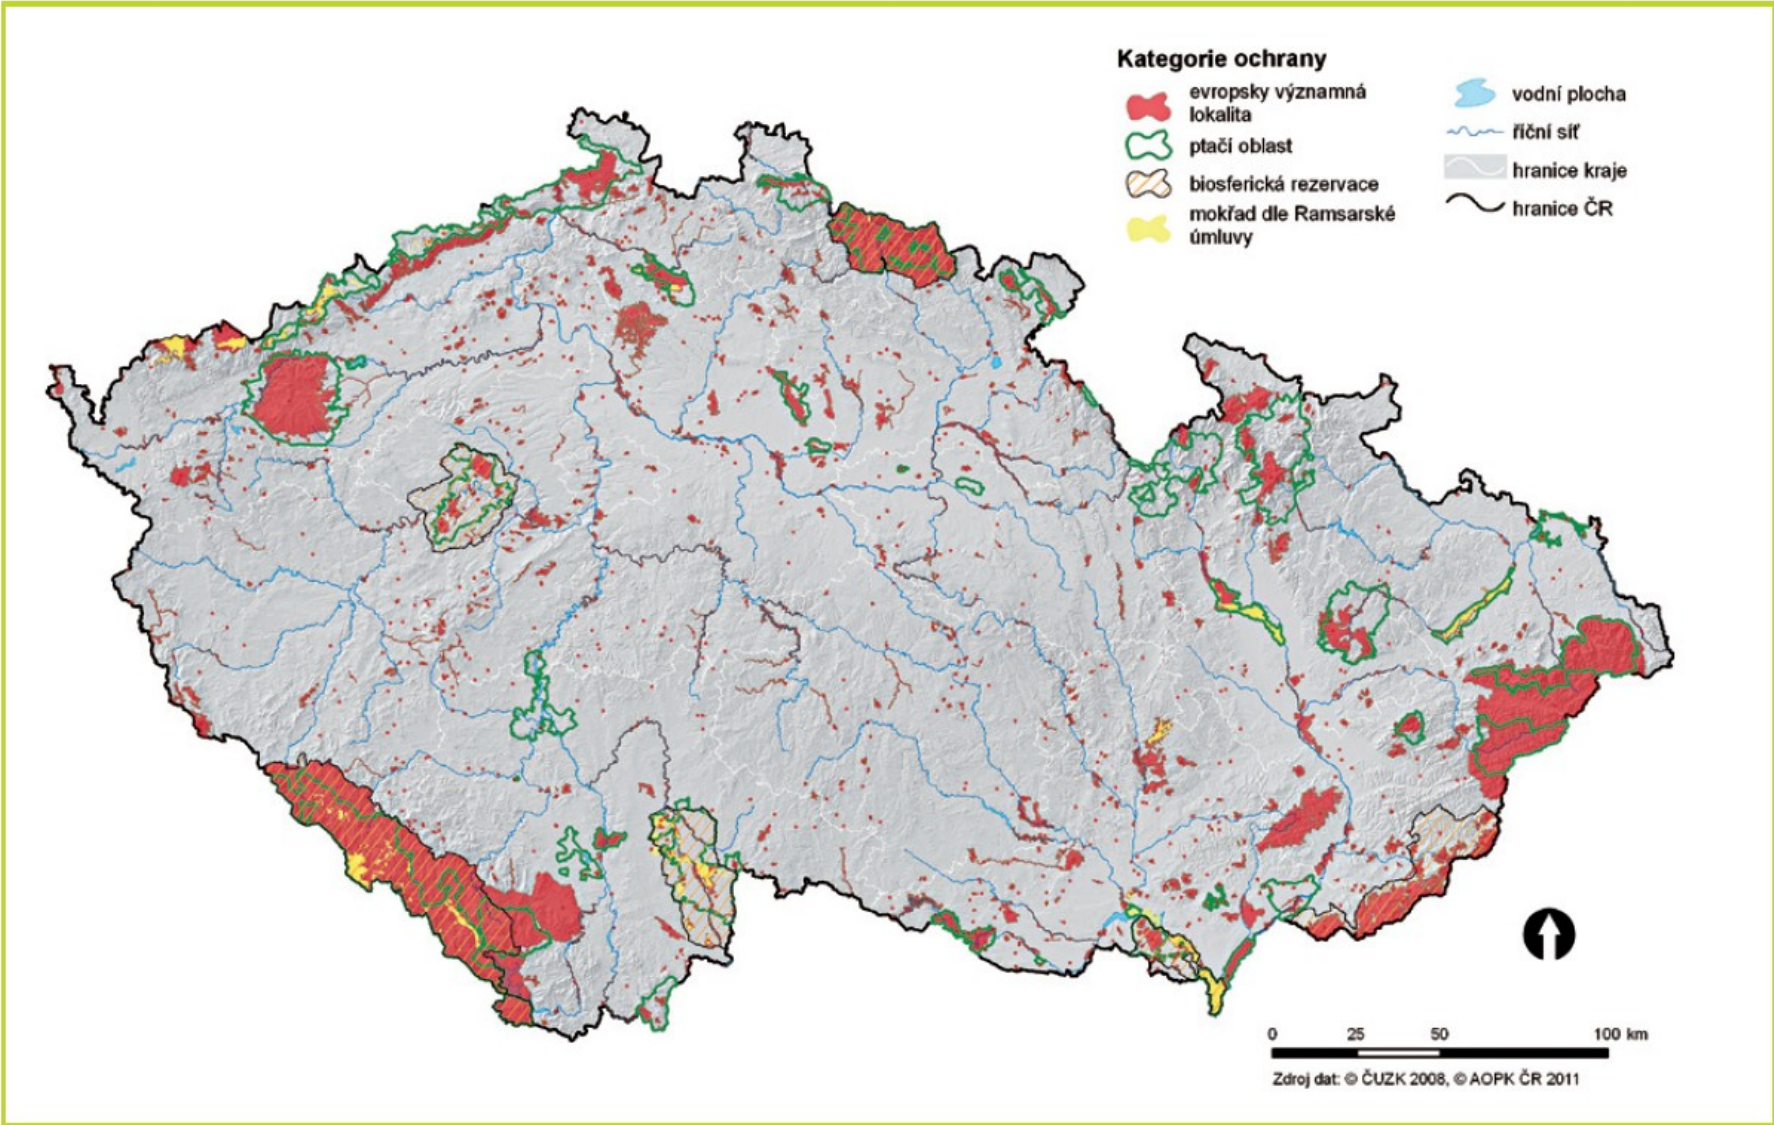 Kategorie ochrany
evropsky významná
lokalita
ptačí oblast
biosferická rezervace
mokřad dle Ramsarské
úmluvy
vodní plocha
říční síť
hranice kraje
hranice ČR
0 25 50 100 km
Zdroj dat: © ČUZK 2008, © AOPK ČR 2011